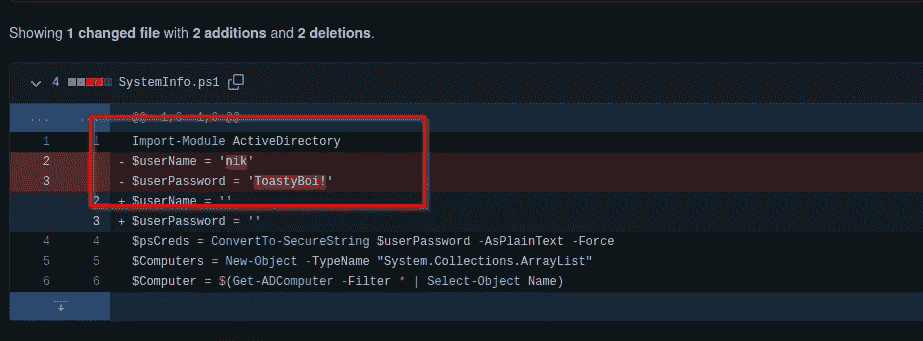 Showing 1 changed file with 2 additions and 2 deletions.
4 SystemInfo.ps1
... ... @@ -1,6 +1,6 @@
1 1 Import-Module ActiveDirectory
2 - $userName = 'nik'
3 - $userPassword = 'ToastyBoi!'
2 + $userName = ''
3 + $userPassword = ''
4 4 $psCreds = ConvertTo-SecureString $userPassword -AsPlainText -Force
5 5 $Computers = New-Object -TypeName "System.Collections.ArrayList"
6 6 $Computer = $(Get-ADComputer -Filter * | Select-Object Name)